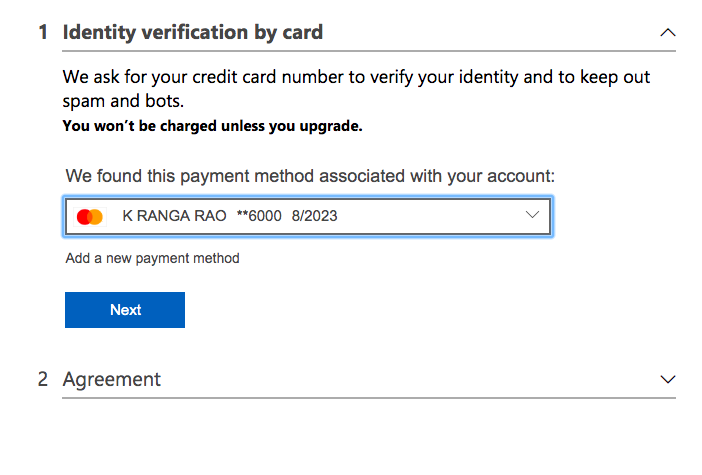 1 Identity verification by card
We ask for your credit card number to verify your identity and to keep out
spam and bots.
You won't be charged unless you upgrade.
We found this payment method associated with your account:
K RANGA RAO **6000 8/2023
Add a new payment method
Next
2 Agreement